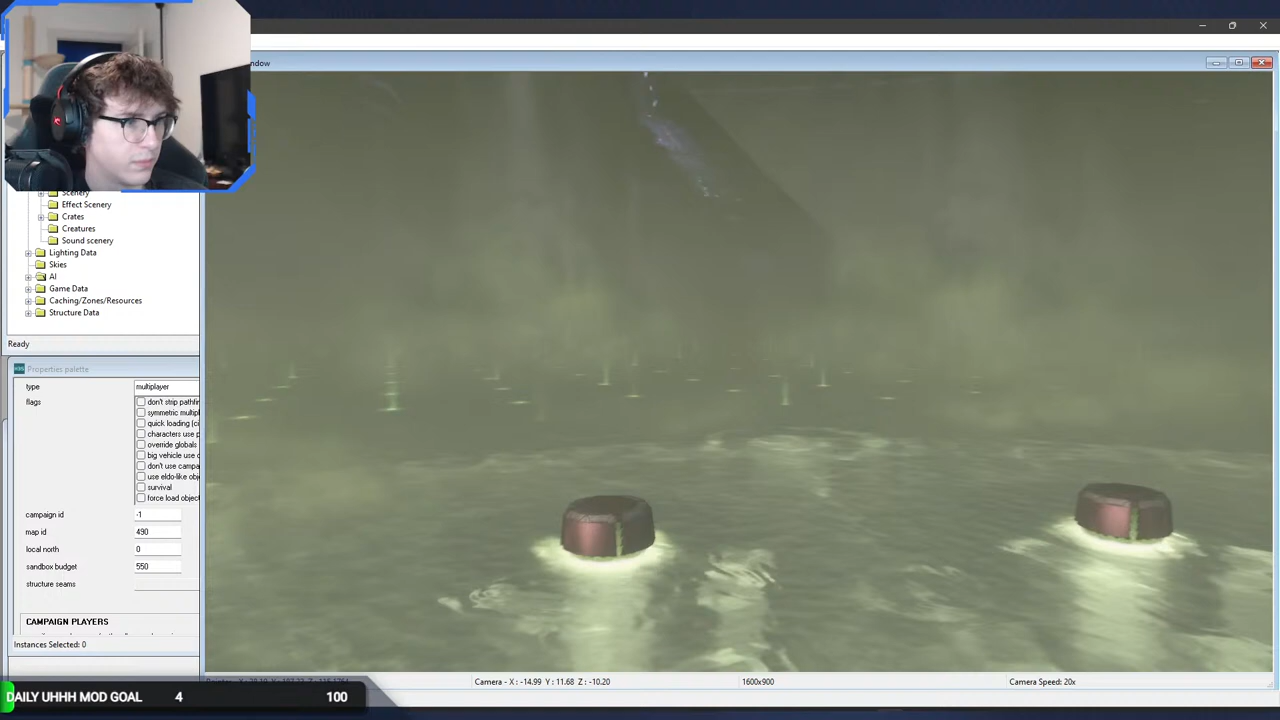 ndow
Scenery
Effect Scenery
Crates
Creatures
Sound scenery
Lighting Data
Skies
AI
Game Data
Caching/Zones/Resources
Structure Data
Ready
Properties palette
type multiplayer
flags don't strip pathfin
symmetric multipl
quick loading (ci
characters use p
override globals
big vehicle use o
don't use campa
use eldo-like obj
survival
force load object
campaign id -1
map id 490
local north 0
sandbox budget 550
structure seams
CAMPAIGN PLAYERS
Instances Selected: 0
Camera - X : -14.99 Y : 11.68 Z : -10.20 1600x900 Camera Speed: 20x
DAILY UHHH MOD GOAL 4 100